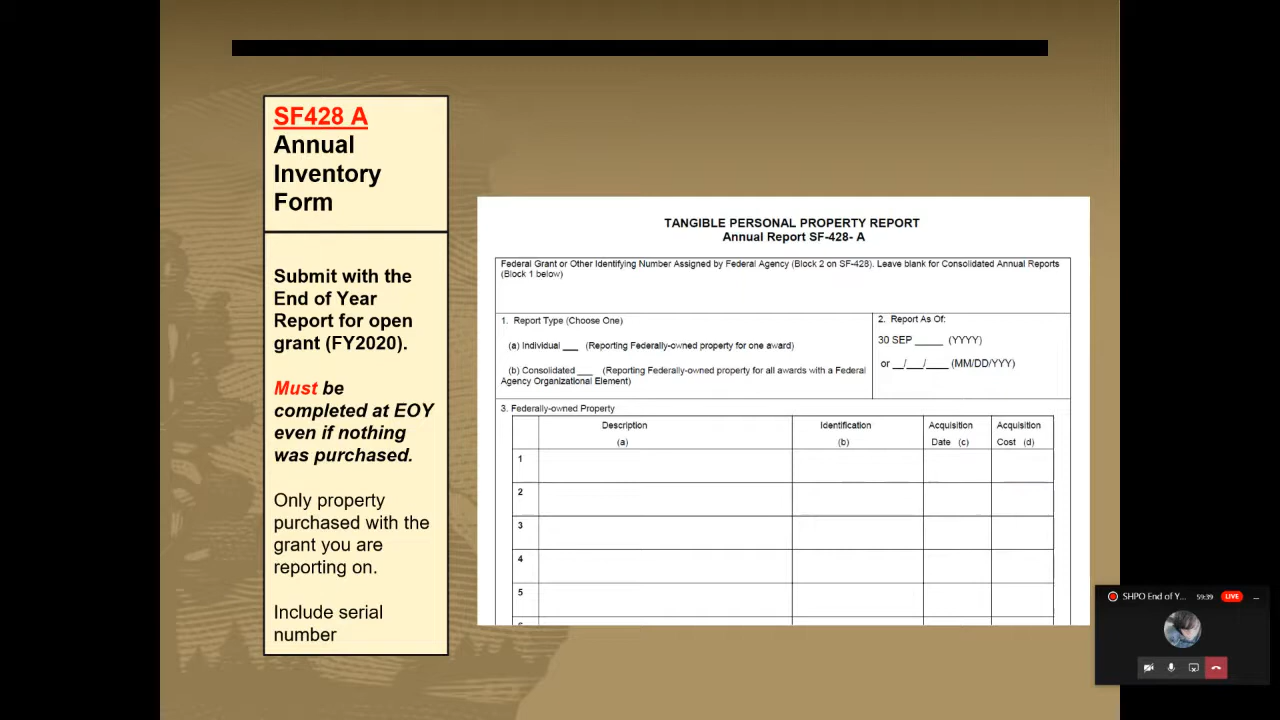 SF428 A
Annual
Inventory
Form
Submit with the
End of Year
Report for open
grant (FY2020).
Must be
completed at EOY
even if nothing
was purchased.
Only property
purchased with the
grant you are
reporting on.
Include serial
number
TANGIBLE PERSONAL PROPERTY REPORT
Annual Report SF-428- A
Federal Grant or Other Identifying Number Assigned by Federal Agency (Block 2 on SF-428). Leave blank for Consolidated Annual Reports
(Block 1 below)
1. Report Type (Choose One)
(a) Individual ___ (Reporting Federally-owned property for one award)
(b) Consolidated ___ (Reporting Federally-owned property for all awards with a Federal
Agency Organizational Element)
2. Report As Of:
30 SEP _____ (YYYY)
or __/___/____ (MM/DD/YYY)
3. Federally-owned Property
Description
(a)
Identification
(b)
Acquisition
Date (c)
Acquisition
Cost (d)
1
2
3
4
5
SHPO End of Y... 59:39 LIVE